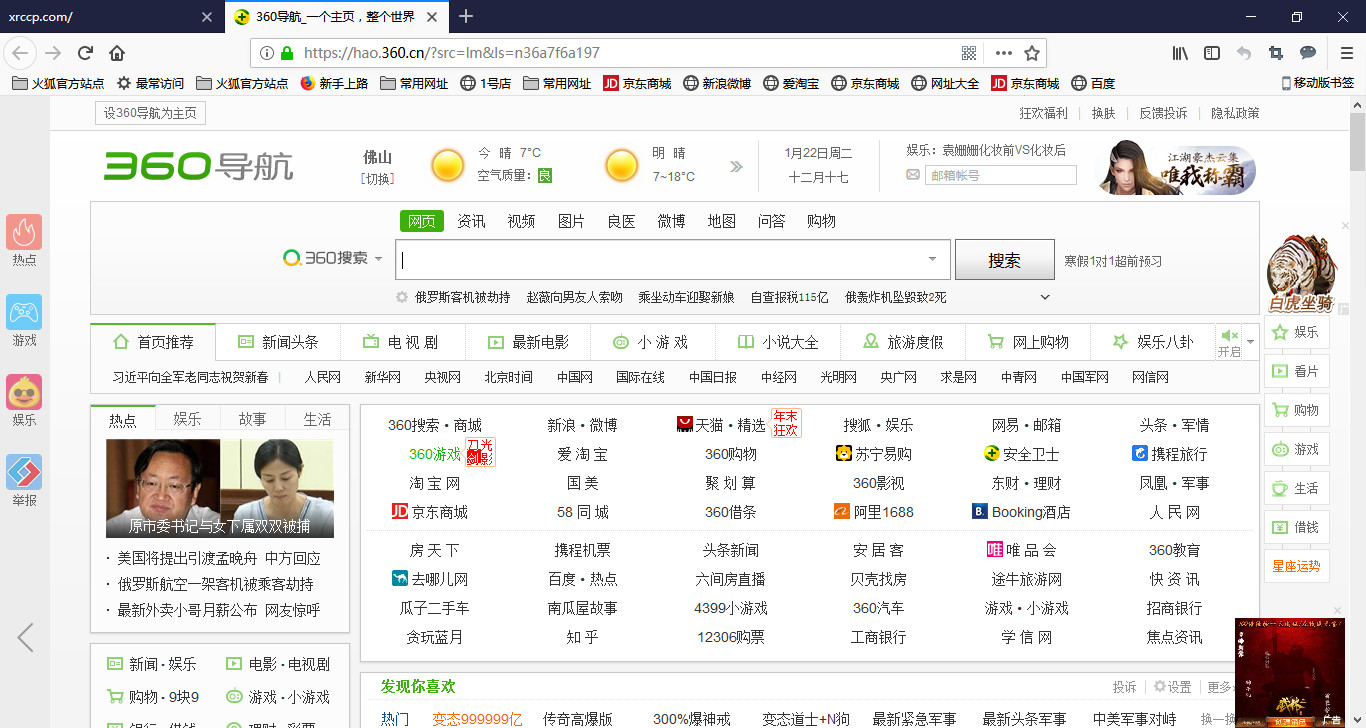 xrccp.com/
360导航_一个主页，整个世界
https://hao.360.cn/?src=lm&ls=n36a7f6a197
火狐官方站点 最常访问 火狐官方站点 新手上路 常用网址 1号店 常用网址 京东商城 新浪微博 爱淘宝 京东商城 网址大全 京东商城 百度 移动版书签
设360导航为主页 狂欢福利 换肤 反馈投诉 隐私政策
360导航
佛山
[切换]
今 晴 7°C
空气质量：良
明 晴
7~18°C
1月22日周二
十二月十七
娱乐：袁姗姗化妆前VS化妆后
邮箱帐号
江湖豪杰云集
唯我称霸
网页 资讯 视频 图片 良医 微博 地图 问答 购物
360搜索 搜索 寒假1对1超前预习
俄罗斯客机被劫持 赵薇向男友人索吻 乘坐动车迎娶新娘 自查报税115亿 俄轰炸机坠毁致2死
白虎坐骑
热点
游戏
娱乐
举报
首页推荐 新闻头条 电 视 剧 最新电影 小 游 戏 小说大全 旅游度假 网上购物 娱乐八卦 开启
习近平向全军老同志祝贺新春 人民网 新华网 央视网 北京时间 中国网 国际在线 中国日报 中经网 光明网 央广网 求是网 中青网 中国军网 网信网
热点 娱乐 故事 生活
原市委书记与女下属双双被捕
· 美国将提出引渡孟晚舟 中方回应
· 俄罗斯航空一架客机被乘客劫持
· 最新外卖小哥月薪公布 网友惊呼
新闻 · 娱乐 电影 · 电视剧
购物 · 9块9 游戏 · 小游戏
360搜索 · 商城 新浪 · 微博 天猫 · 精选 年末狂欢 搜狐 · 娱乐 网易 · 邮箱 头条 · 军情
360游戏 刀光剑影 爱 淘 宝 360购物 苏宁易购 安全卫士 携程旅行
淘 宝 网 国 美 聚 划 算 360影视 东财 · 理财 凤凰 · 军事
JD 京东商城 58 同 城 360借条 阿里1688 B. Booking酒店 人 民 网
房 天 下 携程机票 头条新闻 安 居 客 唯 唯 品 会 360教育
去哪儿网 百度 · 热点 六间房直播 贝壳找房 途牛旅游网 快 资 讯
瓜子二手车 南瓜屋故事 4399小游戏 360汽车 游戏 · 小游戏 招商银行
贪玩蓝月 知 乎 12306购票 工商银行 学 信 网 焦点资讯
娱乐
看片
购物
游戏
生活
借钱
星座运势
发现你喜欢 投诉 设置 更多
热门 变态999999亿 传奇高爆版 300%爆神戒 变态道士+N狗 最新紧急军事 最新头条军事 中美军事对峙 换一换
广告